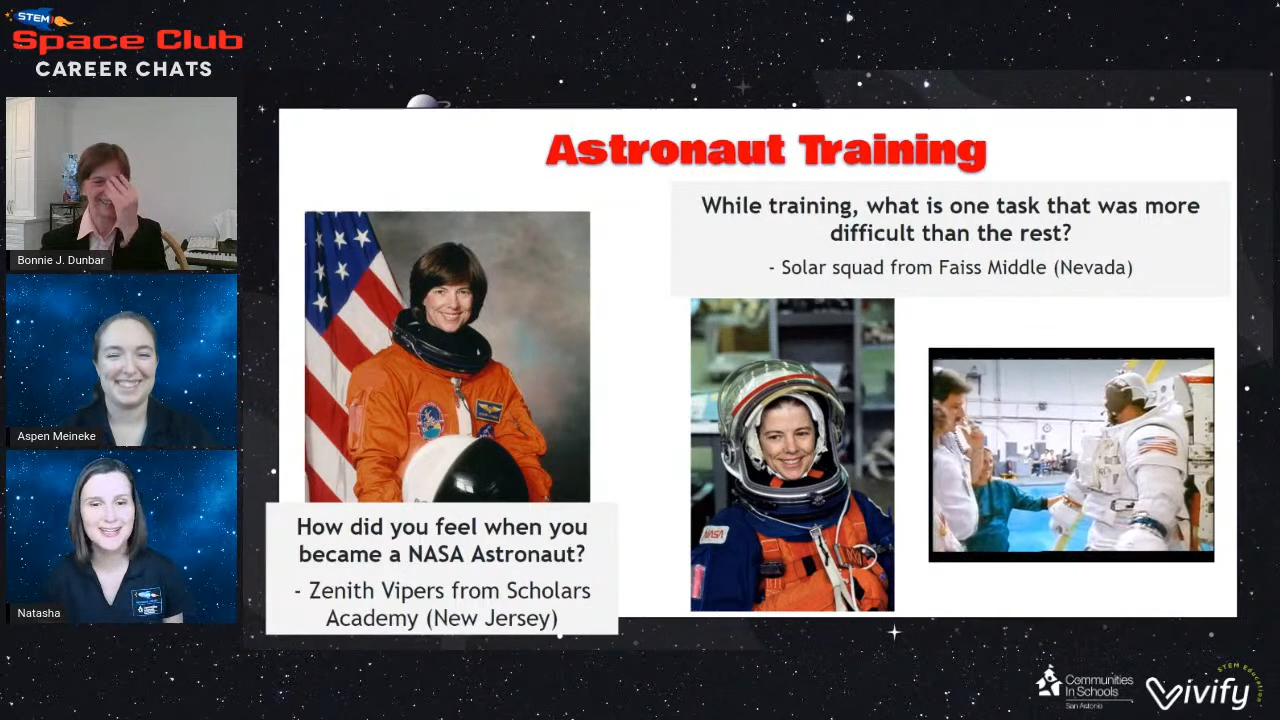 STEM
Space Club
CAREER CHATS
Bonnie J. Dunbar
Aspen Meineke
Natasha
Astronaut Training
While training, what is one task that was more
difficult than the rest?
- Solar squad from Faiss Middle (Nevada)
NASA
How did you feel when you
became a NASA Astronaut?
- Zenith Vipers from Scholars
Academy (New Jersey)
Communities
In Schools
San Antonio
Vivify
STEM Education